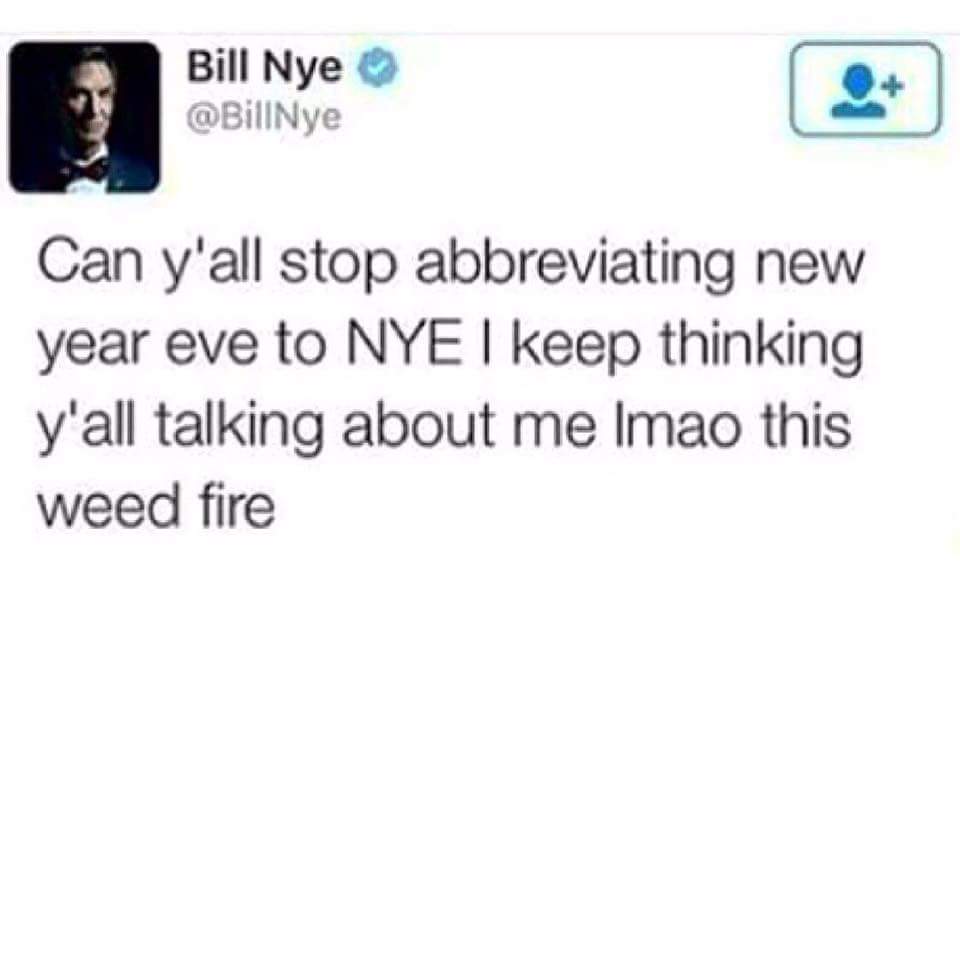 Bill Nye
@BillNye
Can y'all stop abbreviating new
year eve to NYE I keep thinking
y'all talking about me lmao this
weed fire